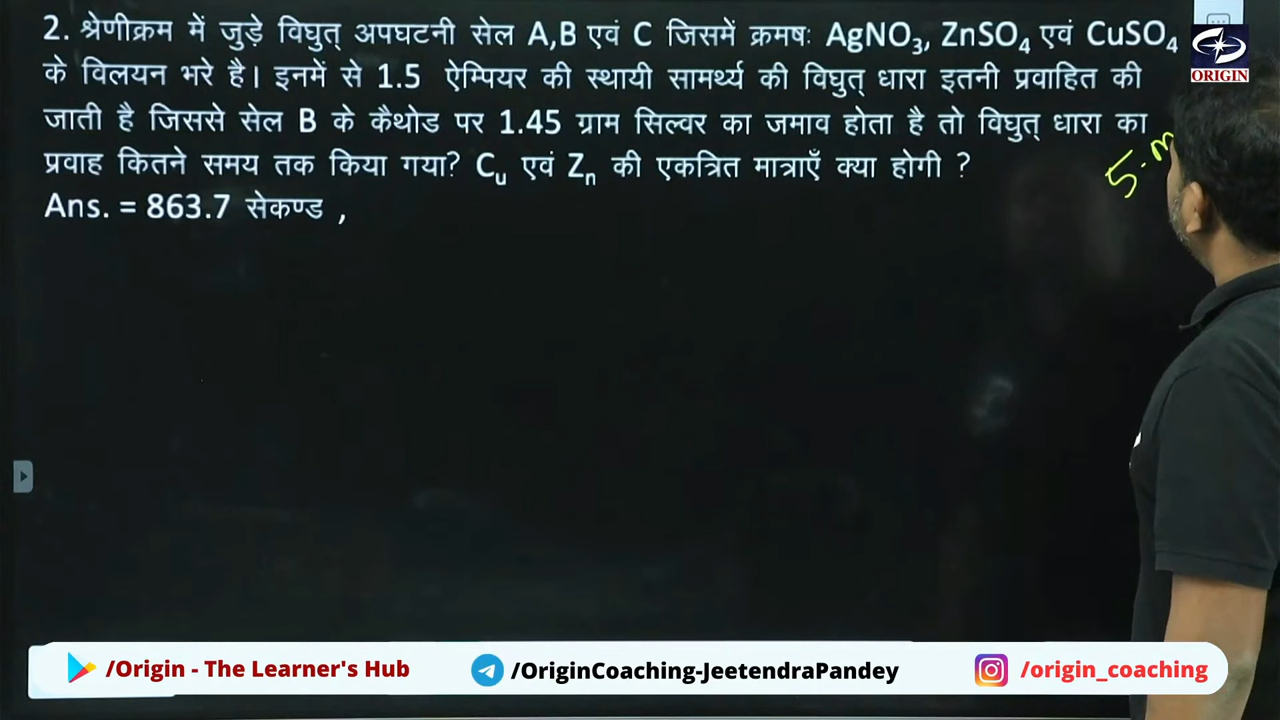 2. श्रेणीक्रम में जुड़े विघुत् अपघटनी सेल A,B एवं C जिसमें क्रमषः AgNO₃, ZnSO₄ एवं CuSO₄
के विलयन भरे है। इनमें से 1.5 ऐम्पियर की स्थायी सामर्थ्य की विघुत् धारा इतनी प्रवाहित की
जाती है जिससे सेल B के कैथोड पर 1.45 ग्राम सिल्वर का जमाव होता है तो विघुत् धारा का
प्रवाह कितने समय तक किया गया? Cᵤ एवं Zₙ की एकत्रित मात्राएँ क्या होगी ?
Ans. = 863.7 सेकण्ड ,
ORIGIN
/Origin - The Learner's Hub
/OriginCoaching-JeetendraPandey
/origin_coaching